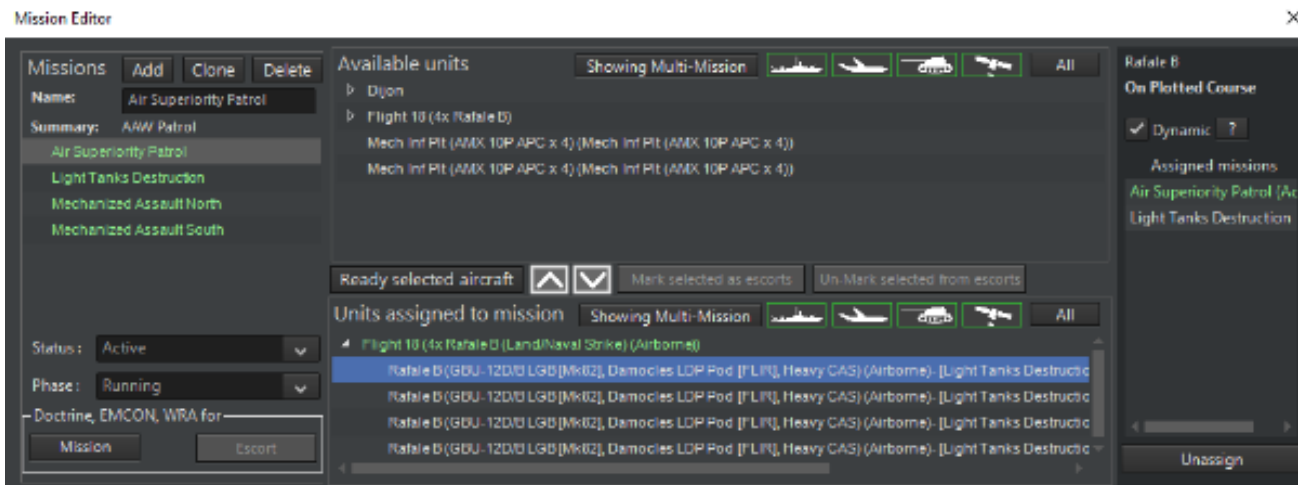 Mission Editor
Missions Add Clone Delete
Name: Air Superiority Patrol
Summary: AAW Patrol
Air Superiority Patrol
Light Tanks Destruction
Mechanized Assault North
Mechanized Assault South
Status: Active
Phase: Running
Doctrine, EMCON, WRA for
Mission Escort
Available units Showing Multi-Mission All
Dijon
Flight 18 (4x Rafale B)
Mech Inf Plt (AMX 10P APC x 4) (Mech Inf Plt (AMX 10P APC x 4))
Mech Inf Plt (AMX 10P APC x 4) (Mech Inf Plt (AMX 10P APC x 4))
Ready selected aircraft Mark selected as escorts Un-Mark selected from escorts
Units assigned to mission Showing Multi-Mission All
Flight 18 (4x Rafale B (Land/Naval Strike) (Airborne))
Rafale B (GBU-12D/B LGB [Mk82], Damocles LDP Pod [FLIR], Heavy CAS) (Airborne)- [Light Tanks Destructio
Rafale B (GBU-12D/B LGB [Mk82], Damocles LDP Pod [FLIR], Heavy CAS) (Airborne)- [Light Tanks Destructio
Rafale B (GBU-12D/B LGB [Mk82], Damocles LDP Pod [FLIR], Heavy CAS) (Airborne)- [Light Tanks Destructio
Rafale B (GBU-12D/B LGB [Mk82], Damocles LDP Pod [FLIR], Heavy CAS) (Airborne)- [Light Tanks Destructio
Rafale B
On Plotted Course
Dynamic ?
Assigned missions
Air Superiority Patrol (Ac
Light Tanks Destruction
Unassign